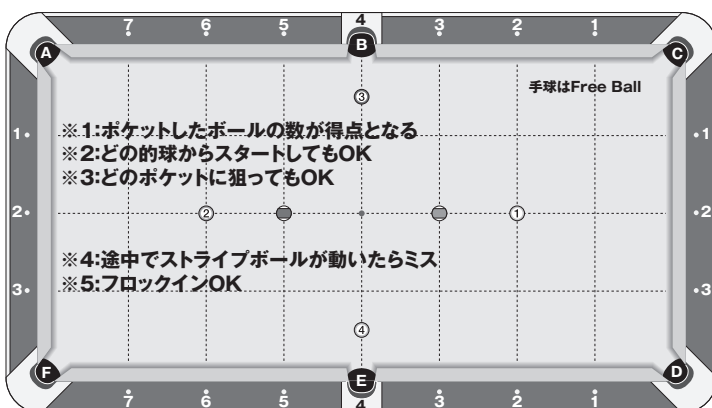 7 6 5 4 3 2 1
A B C
手球はFree Ball
③
※1:ポケットしたボールの数が得点となる
1 1
※2:どの的球からスタートしてもOK
※3:どのポケットに狙ってもOK
2 ② ① 2
※4:途中でストライプボールが動いたらミス
※5:フロックインOK
3 3
④
F E D
7 6 5 4 3 2 1